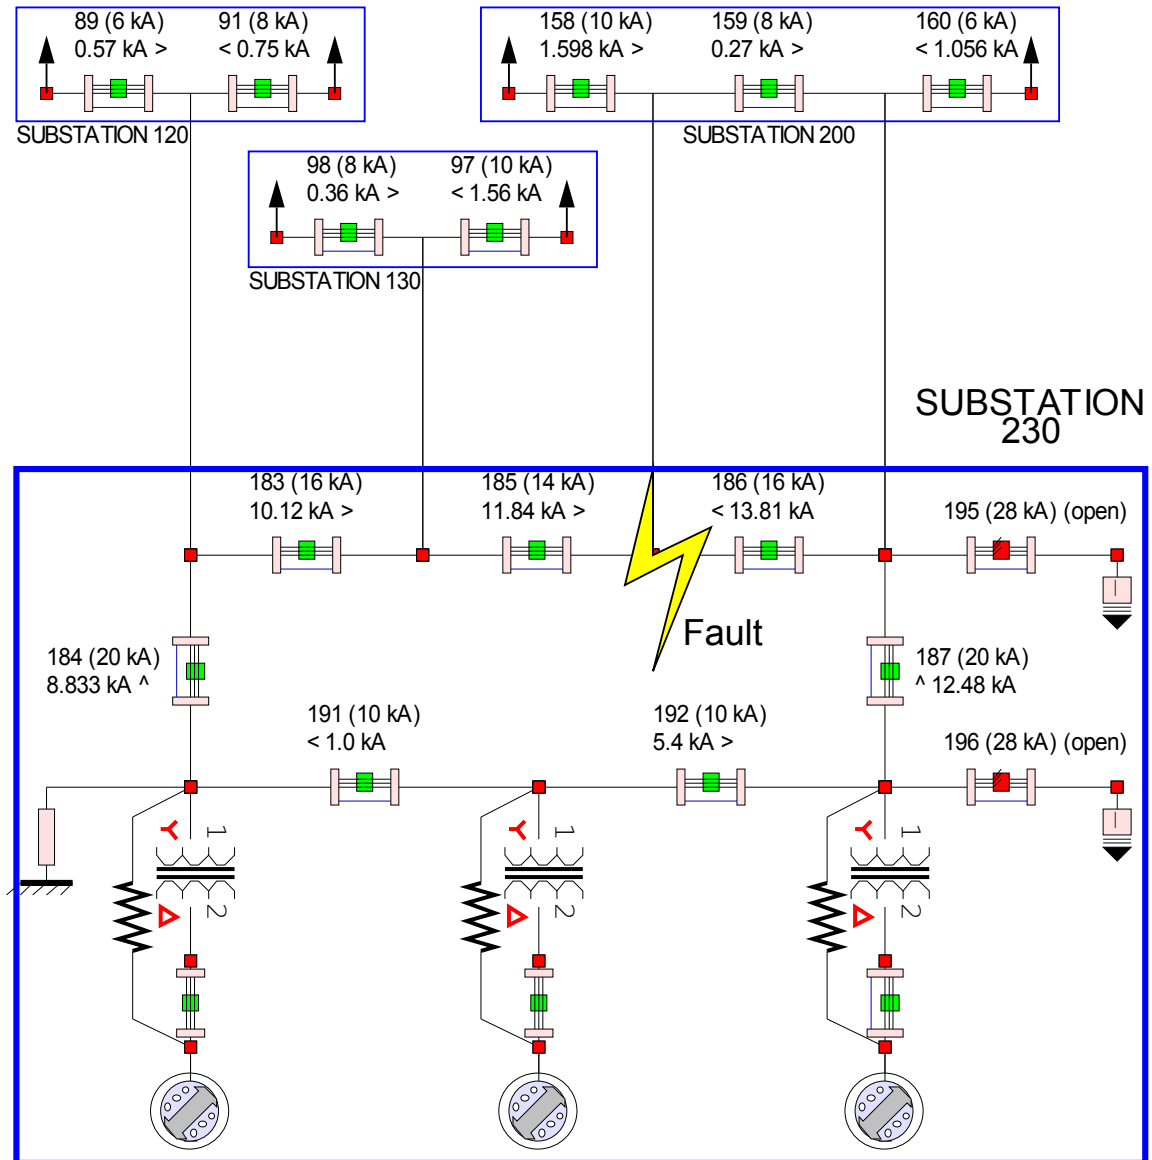 89 (6 kA)
0.57 kA >
91 (8 kA)
< 0.75 kA
SUBSTATION 120
158 (10 kA)
1.598 kA >
159 (8 kA)
0.27 kA >
160 (6 kA)
< 1.056 kA
SUBSTATION 200
98 (8 kA)
0.36 kA >
97 (10 kA)
< 1.56 kA
SUBSTATION 130
SUBSTATION
230
183 (16 kA)
10.12 kA >
185 (14 kA)
11.84 kA >
186 (16 kA)
< 13.81 kA
195 (28 kA) (open)
Fault
184 (20 kA)
8.833 kA ^
187 (20 kA)
^ 12.48 kA
191 (10 kA)
< 1.0 kA
192 (10 kA)
5.4 kA >
196 (28 kA) (open)
1
2
1
2
1
2